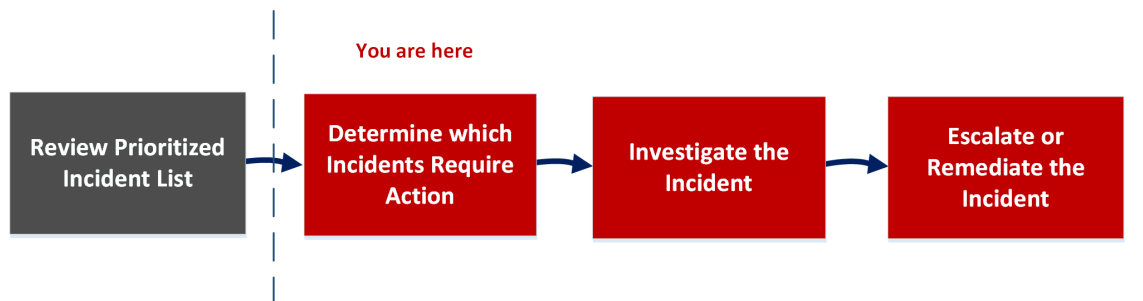 You are here
Review Prioritized
Incident List
Determine which
Incidents Require
Action
Investigate the
Incident
Escalate or
Remediate the
Incident